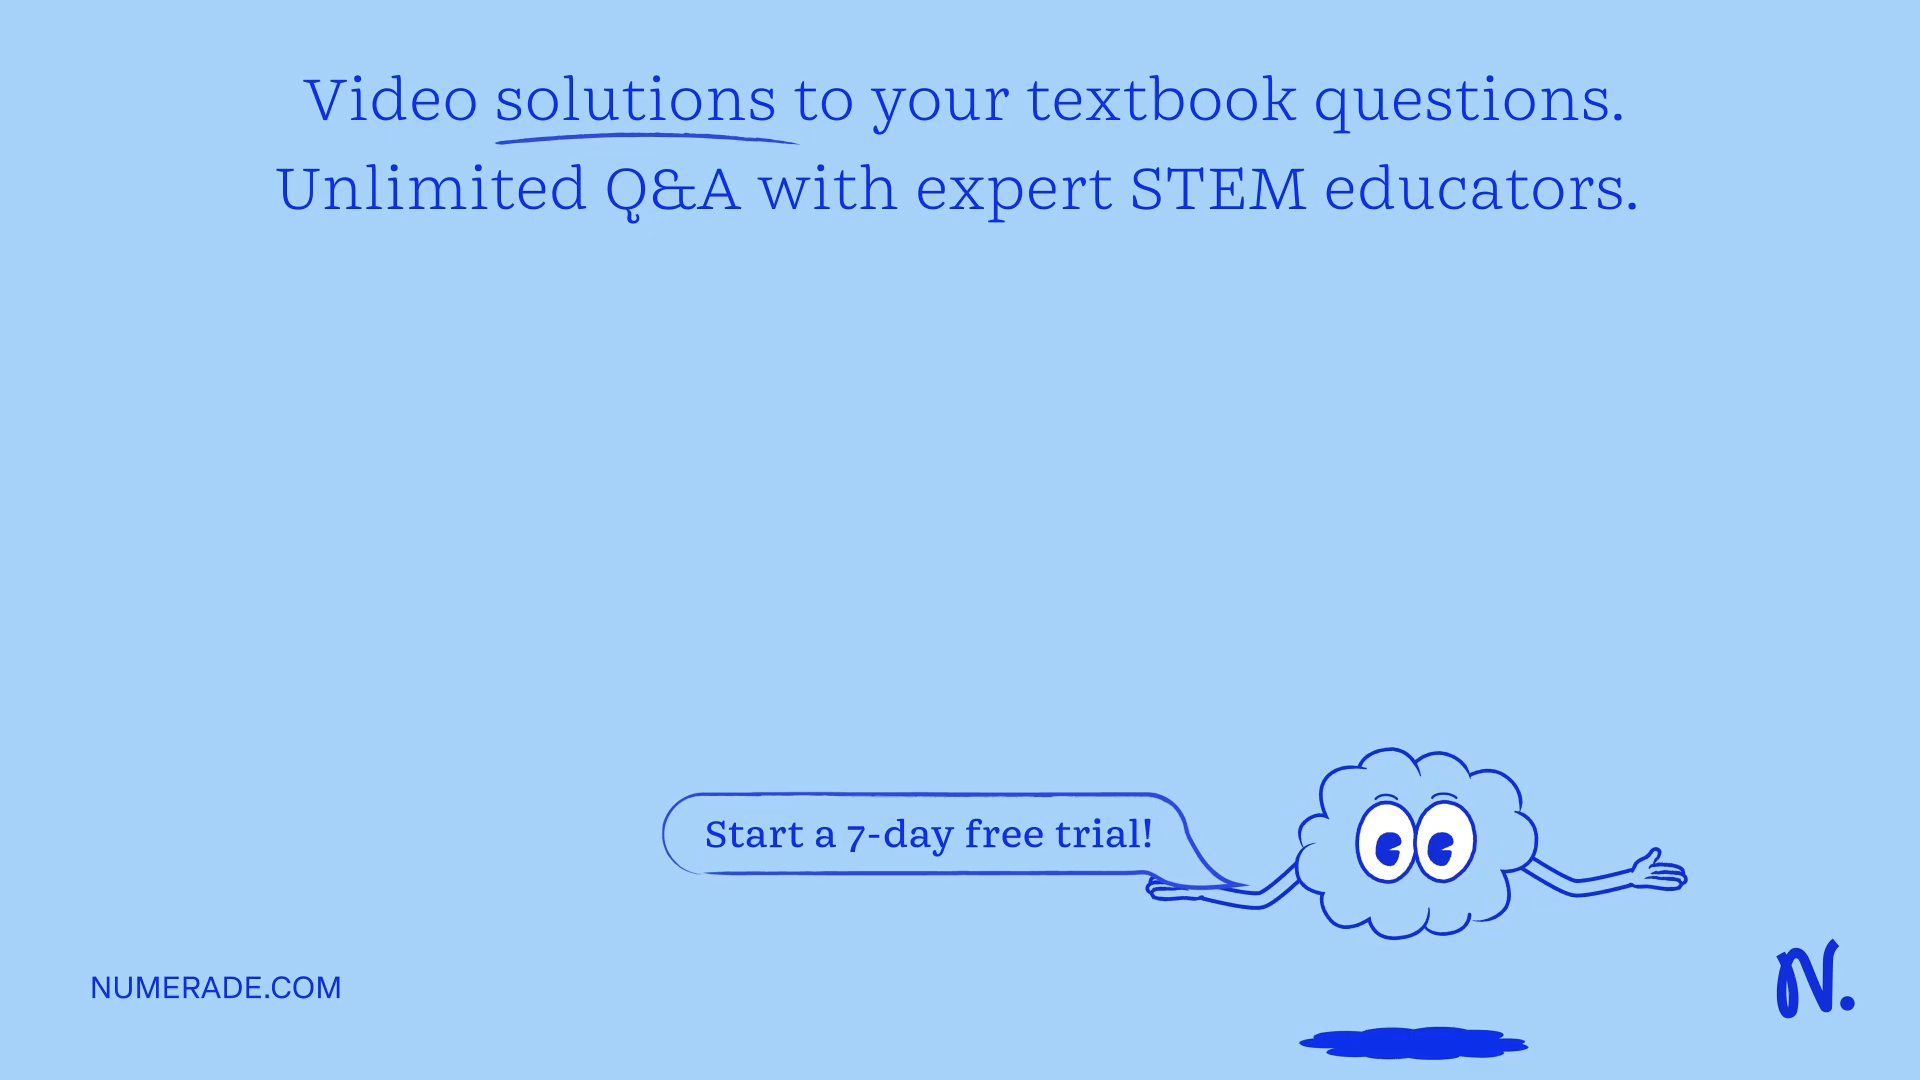 Video solutions to your textbook questions.
Unlimited Q&A with expert STEM educators.
Start a 7-day free trial!
NUMERADE.COM
N.